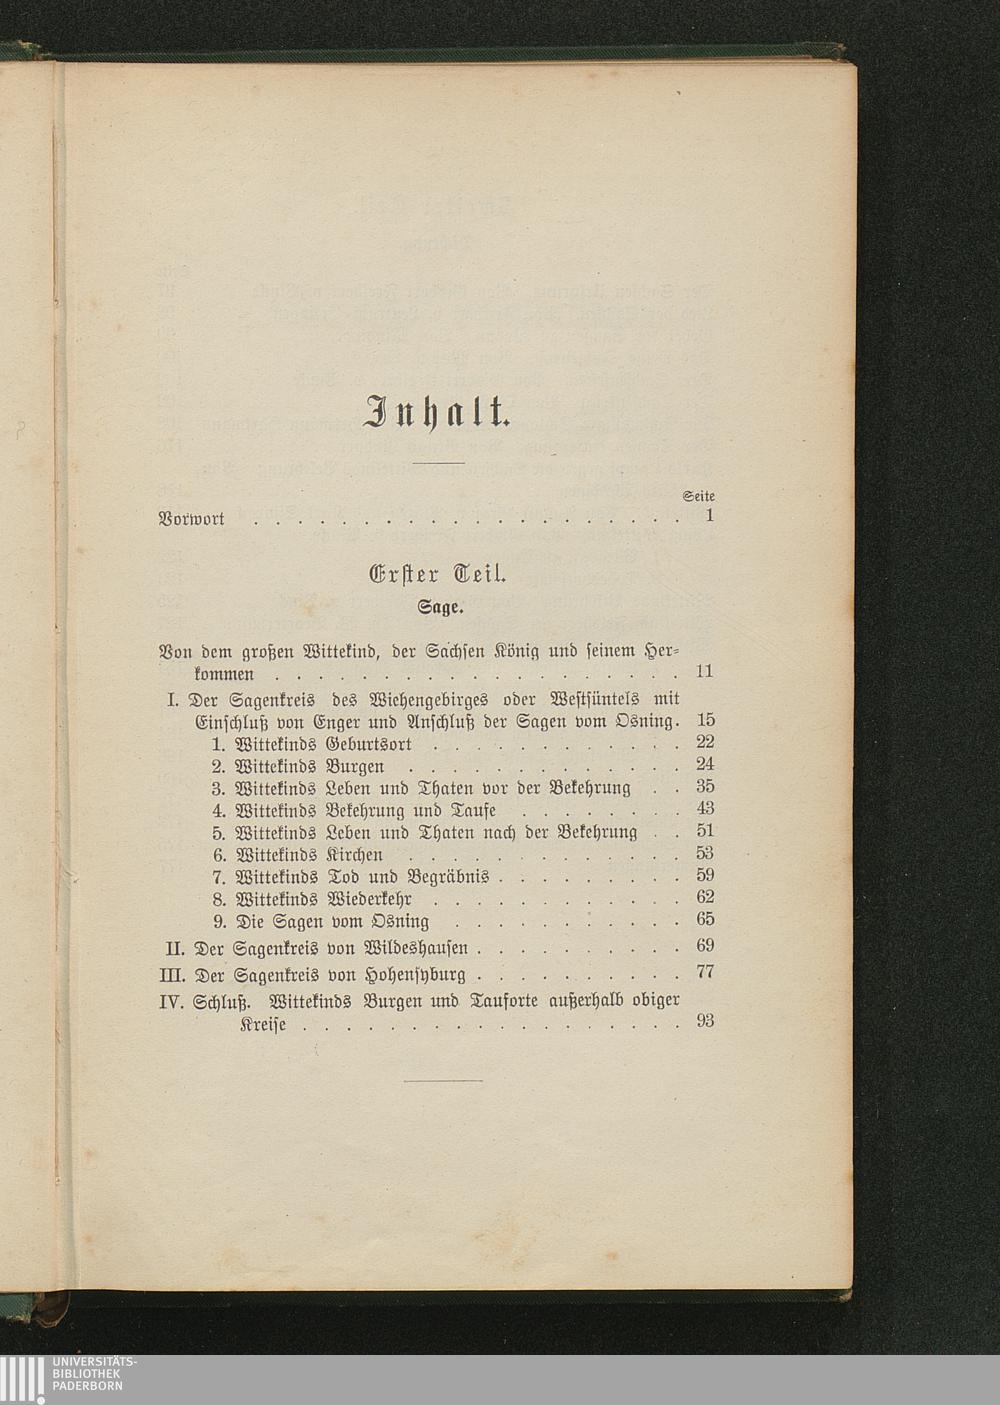 Inhalt.
Seite
Vorwort . . . . . . . . . . . . . . . . . . . . 1
Erster Teil.
Sage.
Von dem großen Wittekind, der Sachsen König und seinem Her-
kommen . . . . . . . . . . . . . . . . . . . 11
I. Der Sagenkreis des Wiehengebirges oder Westsüntels mit
Einschluß von Enger und Anschluß der Sagen vom Osning. 15
1. Wittekinds Geburtsort . . . . . . . . . . . . 22
2. Wittekinds Burgen . . . . . . . . . . . . . 24
3. Wittekinds Leben und Thaten vor der Bekehrung . . 35
4. Wittekinds Bekehrung und Taufe . . . . . . . . 43
5. Wittekinds Leben und Thaten nach der Bekehrung . . 51
6. Wittekinds Kirchen . . . . . . . . . . . . . 53
7. Wittekinds Tod und Begräbnis . . . . . . . . . 59
8. Wittekinds Wiederkehr . . . . . . . . . . . . 62
9. Die Sagen vom Osning . . . . . . . . . . . 65
II. Der Sagenkreis von Wildeshausen . . . . . . . . . . 69
III. Der Sagenkreis von Hohensyburg . . . . . . . . . . 77
IV. Schluß. Wittekinds Burgen und Tauforte außerhalb obiger
Kreise . . . . . . . . . . . . . . . . . . 93
UNIVERSITÄTS-
BIBLIOTHEK
PADERBORN